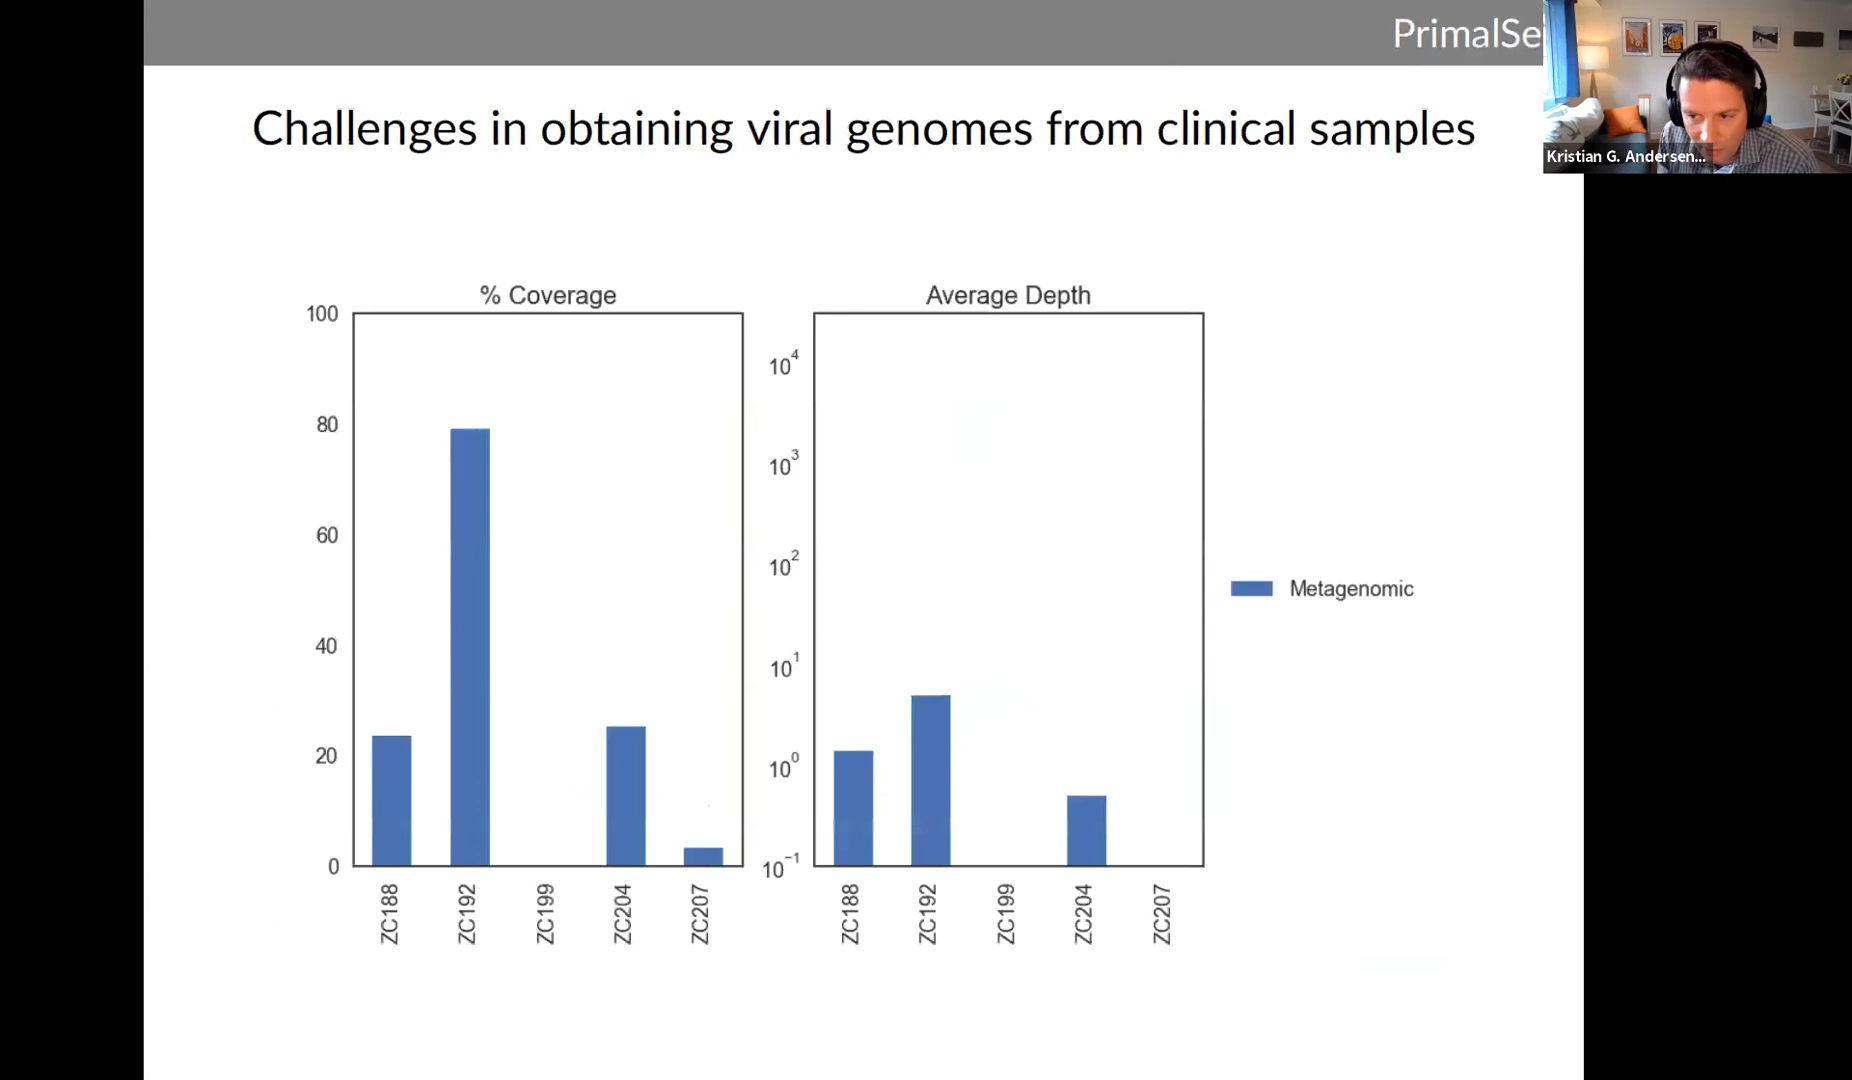 PrimalSe
Kristian G. Andersen...
Challenges in obtaining viral genomes from clinical samples
% Coverage
100
80
60
40
20
0
ZC188
ZC192
ZC199
ZC204
ZC207
Average Depth
10⁴
10³
10²
10¹
10⁰
10⁻¹
ZC188
ZC192
ZC199
ZC204
ZC207
Metagenomic